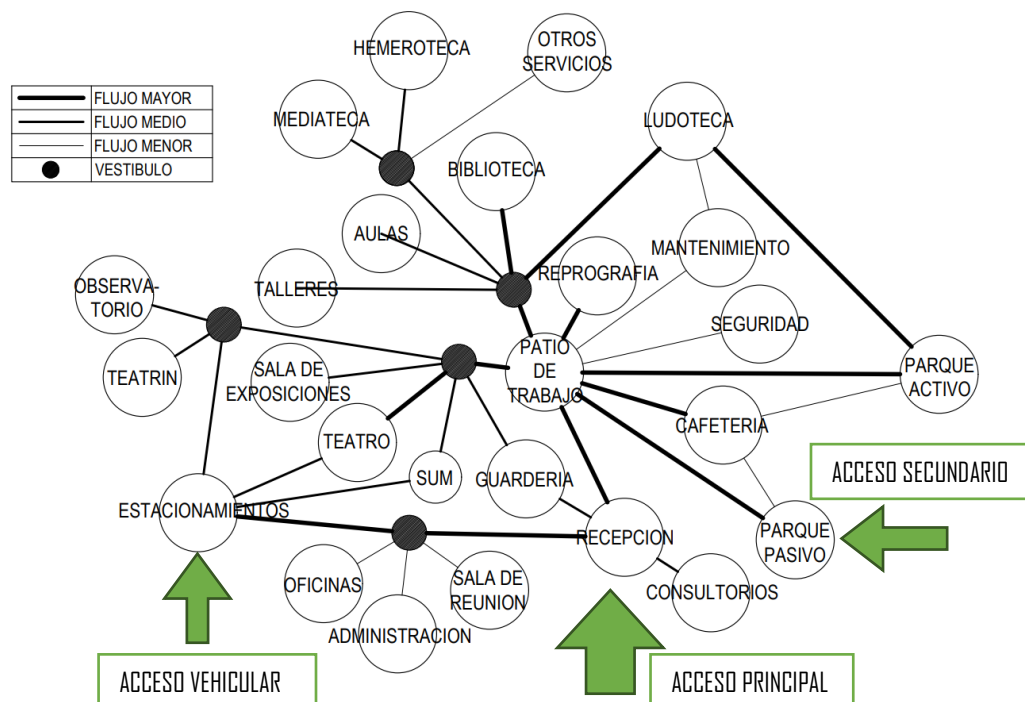 HEMEROTECA
OTROS
SERVICIOS
FLUJO MAYOR
FLUJO MEDIO
FLUJO MENOR
VESTIBULO
MEDIATECA
LUDOTECA
BIBLIOTECA
AULAS
MANTENIMIENTO
REPROGRAFIA
TALLERES
OBSERVA-
TORIO
SEGURIDAD
PATIO
DE
TRABAJO
TEATRIN
SALA DE
EXPOSICIONES
PARQUE
ACTIVO
CAFETERIA
TEATRO
SUM
GUARDERIA
ACCESO SECUNDARIO
ESTACIONAMIENTOS
RECEPCION
PARQUE
PASIVO
OFICINAS
SALA DE
REUNION
CONSULTORIOS
ADMINISTRACION
ACCESO VEHICULAR
ACCESO PRINCIPAL